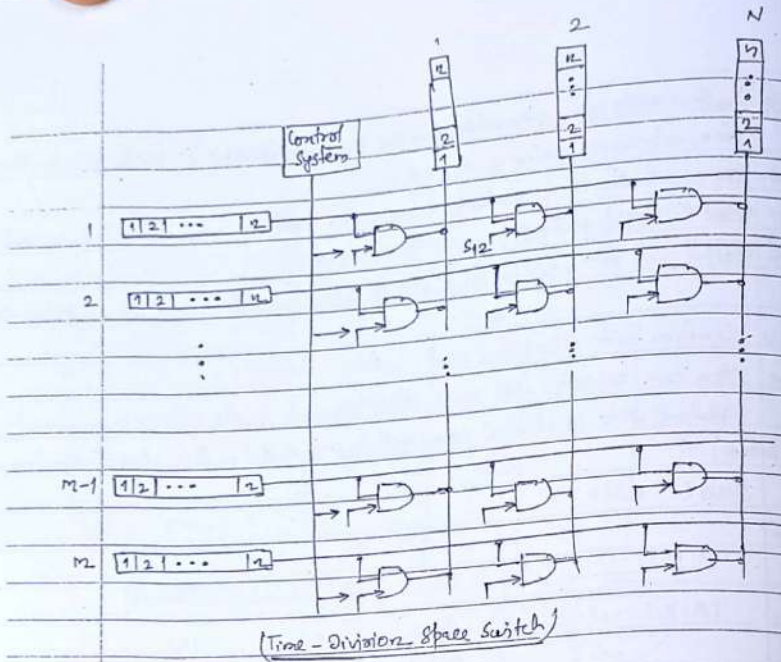 1 2 N
n n n
Control
System
2 2 2
1 1 1
1 1 2 ... n
S12
2 1 2 ... n
M-1 1 2 ... n
M 1 2 ... n
(Time-Division Space Switch)